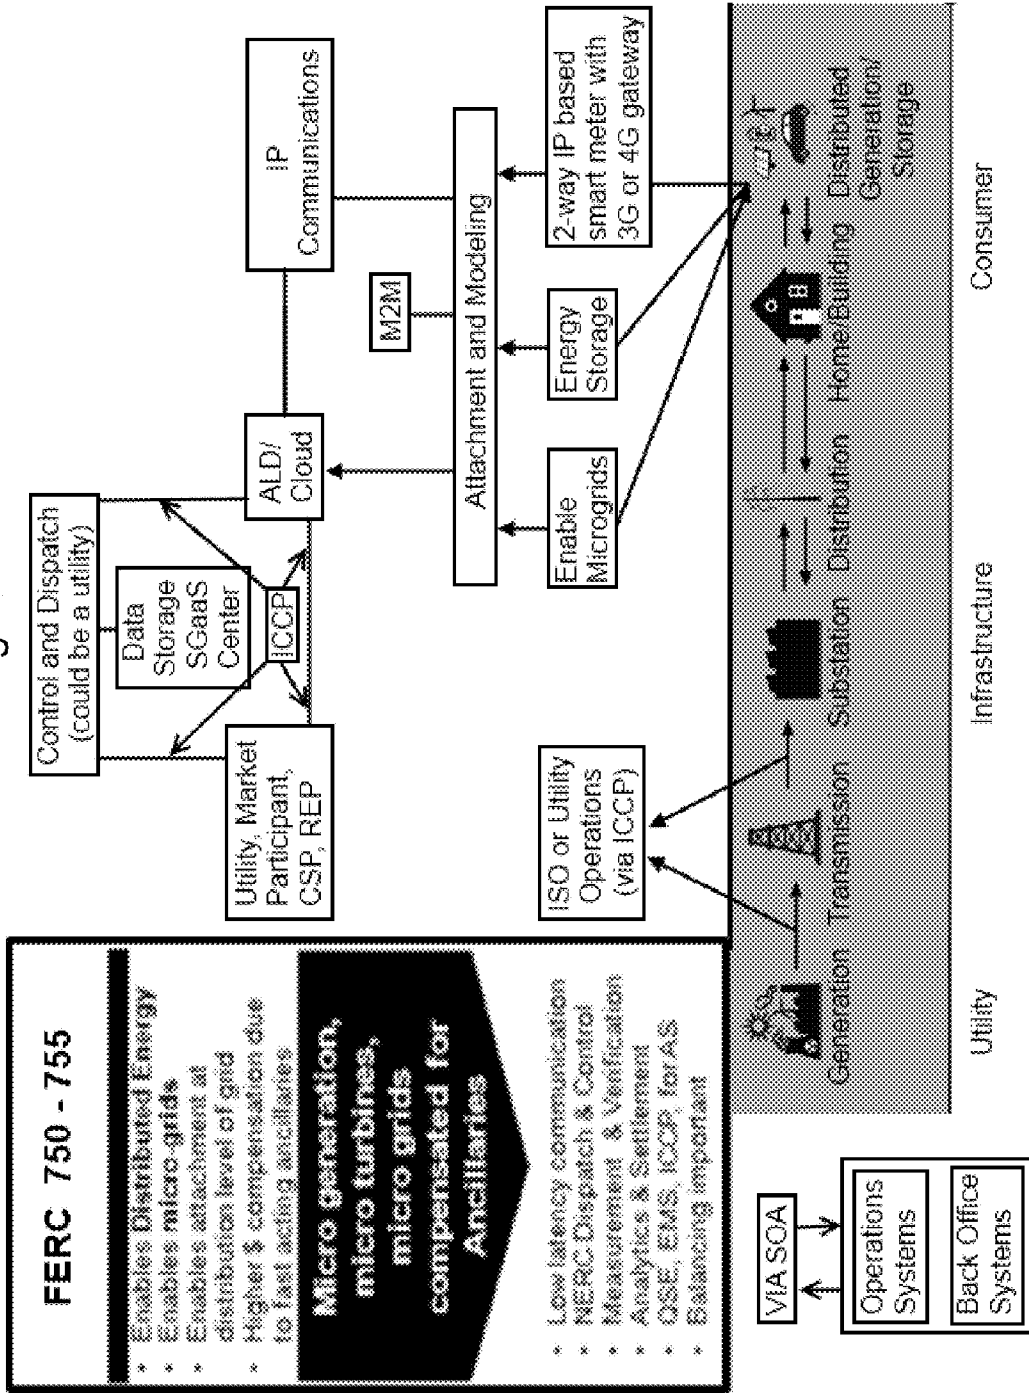 FERC 750 - 755
• Enables Distributed Energy
• Enables micro-grids
• Enables attachment at
distribution level of grid
• Higher $ compensation due
to fast acting ancillaries
Micro generation,
micro turbines,
micro grids
compensated for
Ancillaries
• Low latency communication
• NERC Dispatch & Control
• Measurement & Verification
• Analytics & Settlement
• QSE, EMS, ICCP, for AS
• Balancing important
Control and Dispatch
(could be a utility)
Data
Storage
SGaaS
Center
ICCP
Utility, Market
Participant,
CSP, REP
ALD/
Cloud
IP
Communications
M2M
Attachment and Modeling
Enable
Microgrids
Energy
Storage
2-way IP based
smart meter with
3G or 4G gateway
ISO or Utility
Operations
(via ICCP)
Generation
Transmission
Substation
Distribution
Home/Building
Distributed
Generation/
Storage
Utility
Infrastructure
Consumer
VIA SOA
Operations
Systems
Back Office
Systems